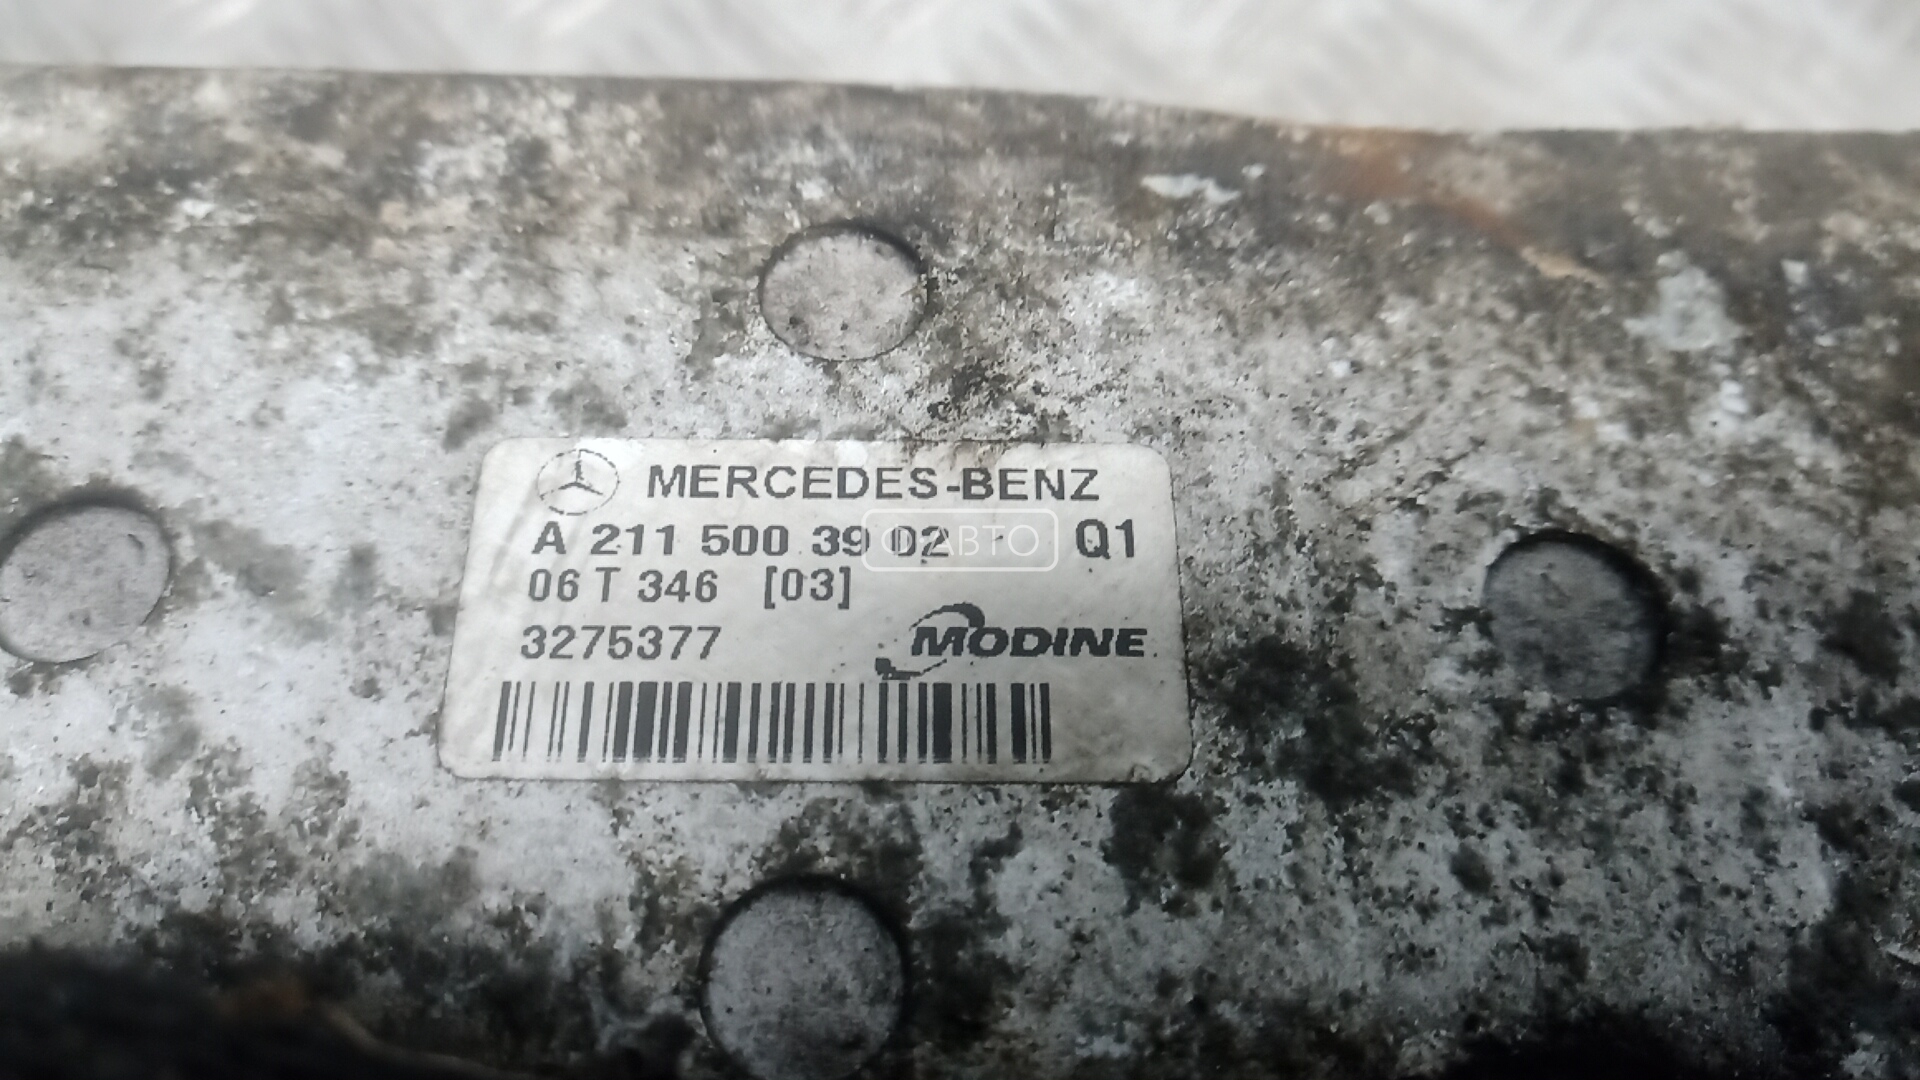 MERCEDES-BENZ
A 211 500 39 02 Q1
06 T 346 [03]
3275377 MODINE